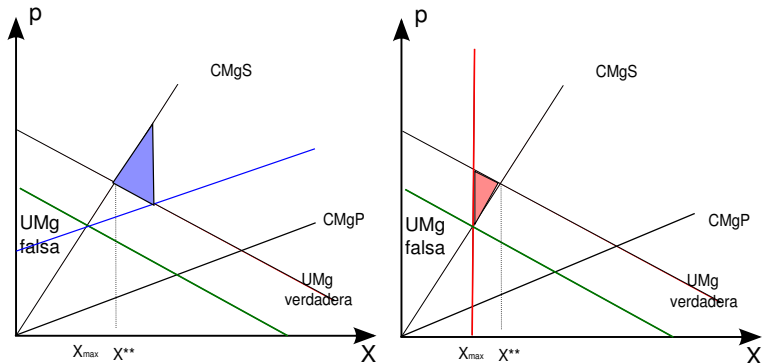 p
CMgS
UMg
falsa
CMgP
UMg
verdadera
Xmax
X**
X
p
CMgS
UMg
falsa
CMgP
UMg
verdadera
Xmax
X**
X